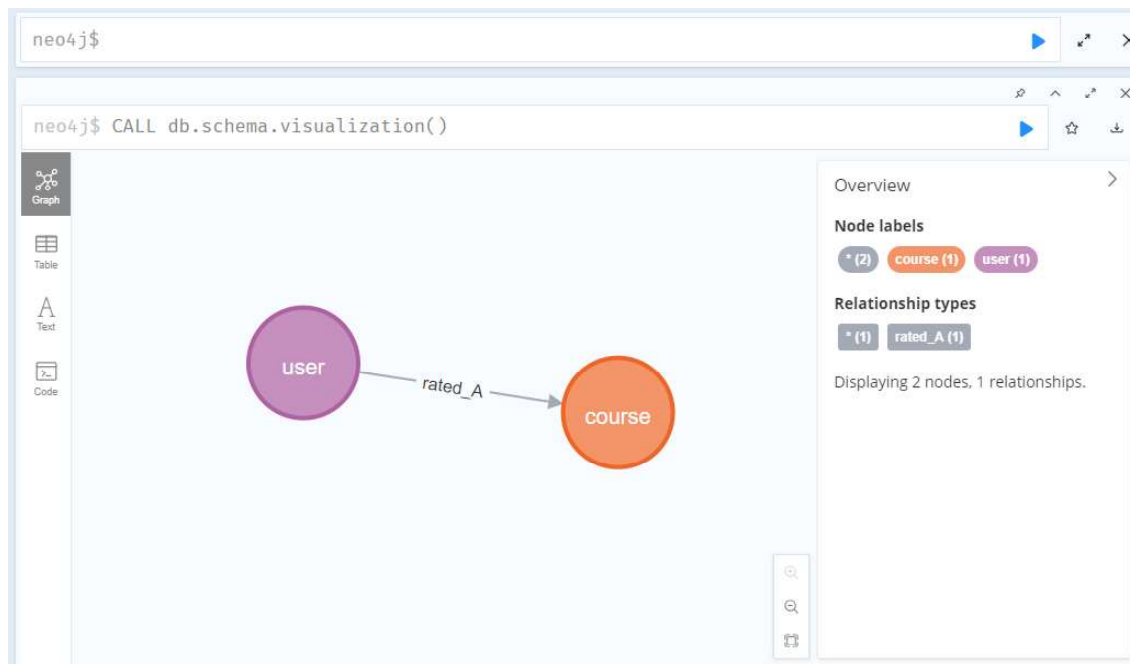 neo4j$
neo4j$ CALL db.schema.visualization()
Graph
Table
Text
Code
user
rated_A
course
Overview
Node labels
* (2) course (1) user (1)
Relationship types
* (1) rated_A (1)
Displaying 2 nodes, 1 relationships.